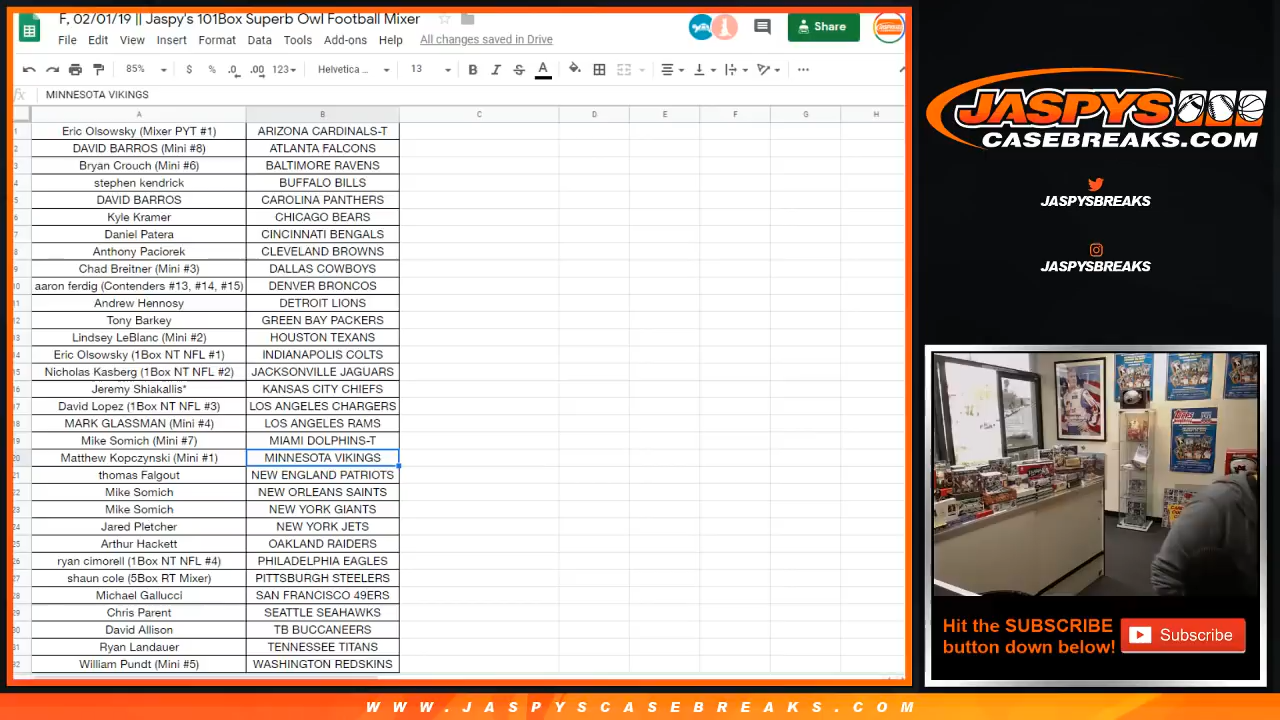 F, 02/01/19 || Jaspy's 101Box Superb Owl Football Mixer
File Edit View Insert Format Data Tools Add-ons Help All changes saved in Drive
Share
85% $ % .0 .00 123 Helvetica ... 13 B I S A
fx MINNESOTA VIKINGS
A B C D E F G H
1 Eric Olsowsky (Mixer PYT #1) ARIZONA CARDINALS-T
2 DAVID BARROS (Mini #8) ATLANTA FALCONS
3 Bryan Crouch (Mini #6) BALTIMORE RAVENS
4 stephen kendrick BUFFALO BILLS
5 DAVID BARROS CAROLINA PANTHERS
6 Kyle Kramer CHICAGO BEARS
7 Daniel Patera CINCINNATI BENGALS
8 Anthony Paciorek CLEVELAND BROWNS
9 Chad Breitner (Mini #3) DALLAS COWBOYS
10 aaron ferdig (Contenders #13, #14, #15) DENVER BRONCOS
11 Andrew Hennosy DETROIT LIONS
12 Tony Barkey GREEN BAY PACKERS
13 Lindsey LeBlanc (Mini #2) HOUSTON TEXANS
14 Eric Olsowsky (1Box NT NFL #1) INDIANAPOLIS COLTS
15 Nicholas Kasberg (1Box NT NFL #2) JACKSONVILLE JAGUARS
16 Jeremy Shiakallis* KANSAS CITY CHIEFS
17 David Lopez (1Box NT NFL #3) LOS ANGELES CHARGERS
18 MARK GLASSMAN (Mini #4) LOS ANGELES RAMS
19 Mike Somich (Mini #7) MIAMI DOLPHINS-T
20 Matthew Kopczynski (Mini #1) MINNESOTA VIKINGS
21 thomas Falgout NEW ENGLAND PATRIOTS
22 Mike Somich NEW ORLEANS SAINTS
23 Mike Somich NEW YORK GIANTS
24 Jared Pletcher NEW YORK JETS
25 Arthur Hackett OAKLAND RAIDERS
26 ryan cimorell (1Box NT NFL #4) PHILADELPHIA EAGLES
27 shaun cole (5Box RT Mixer) PITTSBURGH STEELERS
28 Michael Gallucci SAN FRANCISCO 49ERS
29 Chris Parent SEATTLE SEAHAWKS
30 David Allison TB BUCCANEERS
31 Ryan Landauer TENNESSEE TITANS
32 William Pundt (Mini #5) WASHINGTON REDSKINS
JASPYS
CASEBREAKS.COM
JASPYSBREAKS
JASPYSBREAKS
TOPPS
Hit the SUBSCRIBE
button down below!
Subscribe
WWW.JASPYSCASEBREAKS.COM